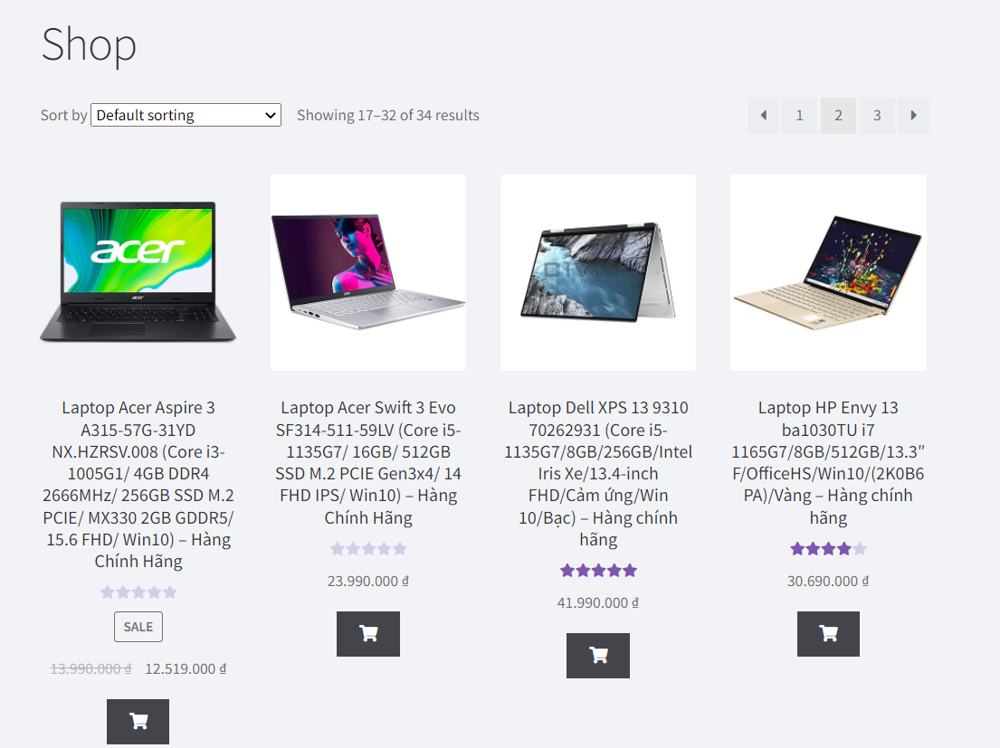 Shop
Sort by Default sorting Showing 17–32 of 34 results
1 2 3
acer
Laptop Acer Aspire 3
A315-57G-31YD
NX.HZRSV.008 (Core i3-
1005G1/ 4GB DDR4
2666MHz/ 256GB SSD M.2
PCIE/ MX330 2GB GDDR5/
15.6 FHD/ Win10) – Hàng
Chính Hãng
SALE
13.990.000 ₫ 12.519.000 ₫
Laptop Acer Swift 3 Evo
SF314-511-59LV (Core i5-
1135G7/ 16GB/ 512GB
SSD M.2 PCIE Gen3x4/ 14
FHD IPS/ Win10) – Hàng
Chính Hãng
23.990.000 ₫
Laptop Dell XPS 13 9310
70262931 (Core i5-
1135G7/8GB/256GB/Intel
Iris Xe/13.4-inch
FHD/Cảm ứng/Win
10/Bạc) – Hàng chính
hãng
41.990.000 ₫
Laptop HP Envy 13
ba1030TU i7
1165G7/8GB/512GB/13.3″
F/OfficeHS/Win10/(2K0B6
PA)/Vàng – Hàng chính
hãng
30.690.000 ₫